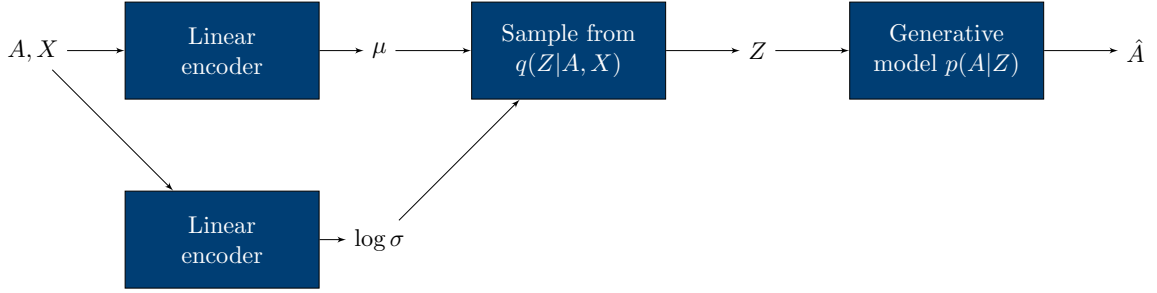 A, X
Linear
encoder
μ
Sample from
q(Z|A, X)
Z
Generative
model p(A|Z)
Â
Linear
encoder
log σ